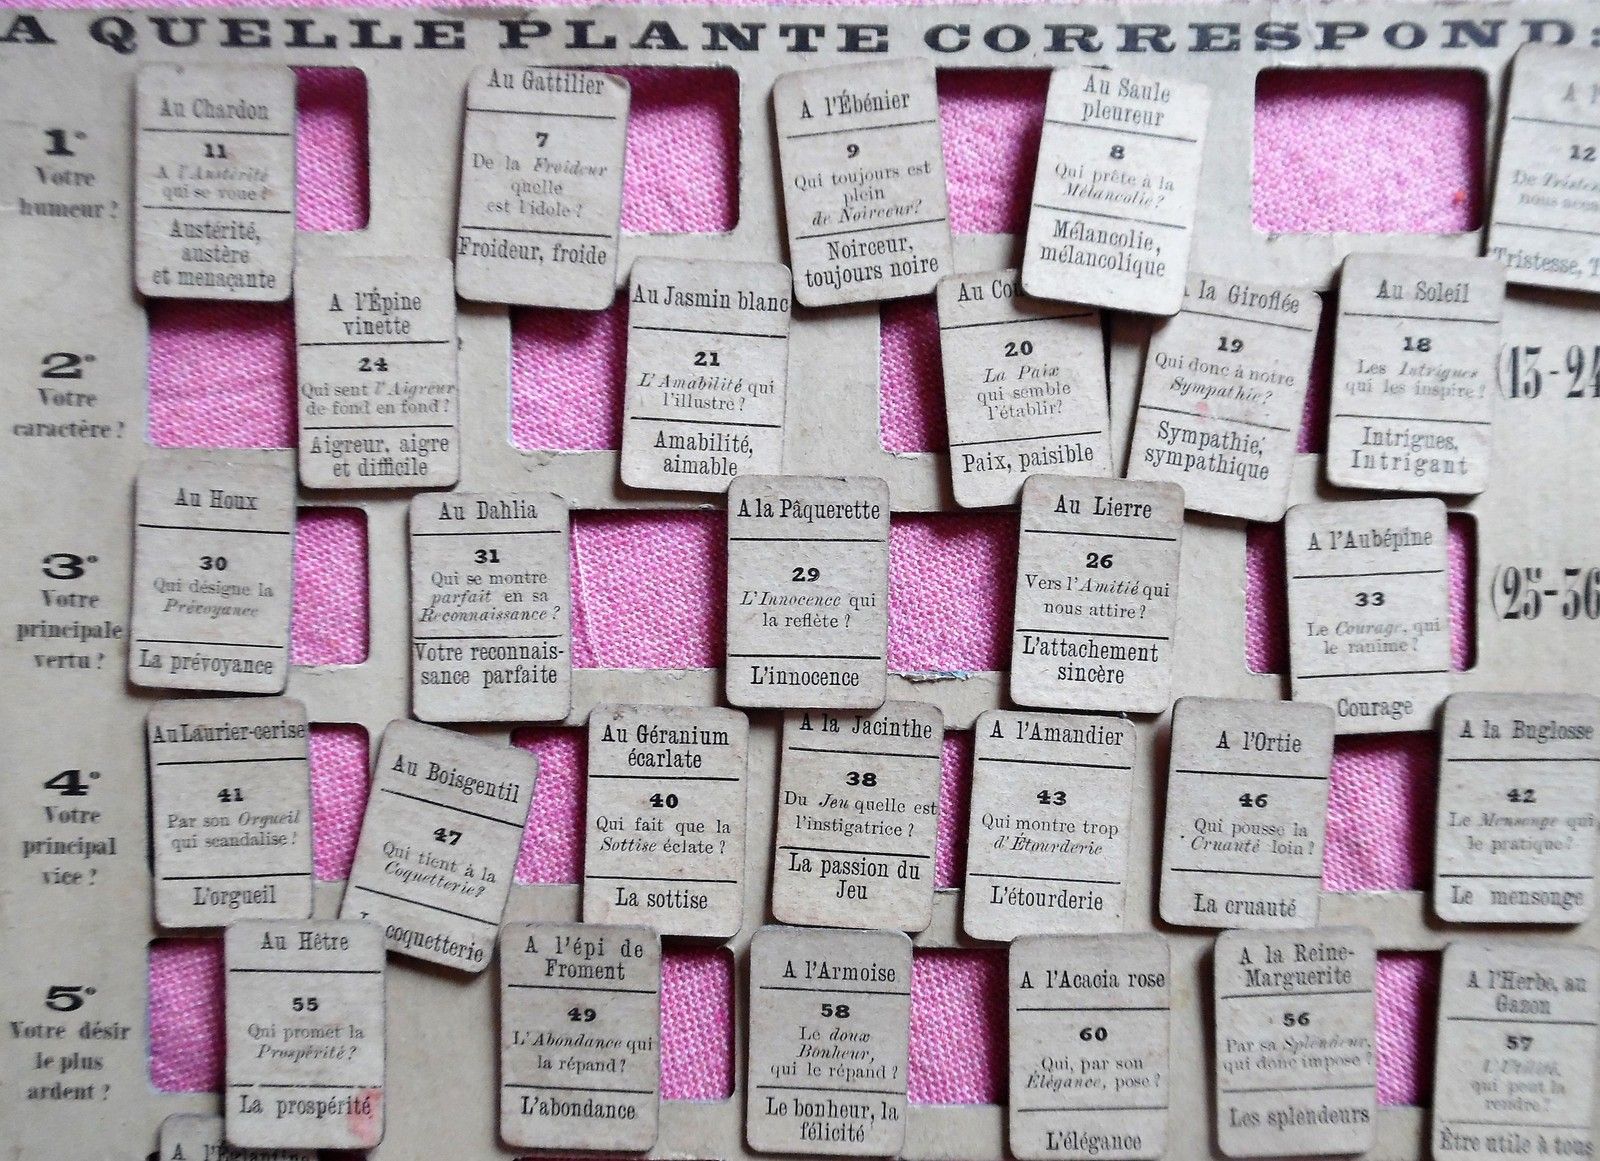 A QUELLE PLANTE CORRESPOND:
1°
Votre
humeur ?
Au Chardon
11
A l'Austérité
qui se voue ?
Austérité,
austère
et menaçante
Au Gattilier
7
De la Froideur
quelle
est l'idole ?
Froideur, froide
A l'Ébénier
9
Qui toujours est
plein
de Noirceur ?
Noirceur,
toujours noire
Au Saule
pleureur
8
Qui prête à la
Mélancolie ?
Mélancolie,
mélancolique
12
De
nous
Tristesse,
2°
Votre
caractère ?
A l'Épine
vinette
24
Qui sent l'Aigreur
de fond en fond ?
Aigreur, aigre
et difficile
Au Jasmin blanc
21
L'Amabilité qui
l'illustre ?
Amabilité,
aimable
Au
20
La Paix
qui semble
l'établir ?
Paix, paisible
la Giroflée
19
Qui donc à notre
Sympathie ?
Sympathie,
sympathique
Au Soleil
18
Les Intrigues
qui les inspire ?
Intrigues,
Intrigant
(13-24
3°
Votre
principale
vertu ?
Au Houx
30
Qui désigne la
Prévoyance
La prévoyance
Au Dahlia
31
Qui se montre
parfait en sa
Reconnaissance ?
Votre reconnais-
sance parfaite
A la Pâquerette
29
L'Innocence qui
la reflète ?
L'innocence
Au Lierre
26
Vers l'Amitié qui
nous attire ?
L'attachement
sincère
A l'Aubépine
33
Le Courage, qui
le ranime ?
Courage
(25-36
4°
Votre
principal
vice ?
Au Laurier-cerise
41
Par son Orgueil
qui scandalise !
L'orgueil
Au Boisgentil
47
Qui tient à la
Coquetterie ?
coquetterie
Au Géranium
écarlate
40
Qui fait que la
Sottise éclate ?
La sottise
A la Jacinthe
38
Du Jeu quelle est
l'instigatrice ?
La passion du
Jeu
A l'Amandier
43
Qui montre trop
d'Étourderie
L'étourderie
A l'Ortie
46
Qui pousse la
Cruauté loin ?
La cruauté
A la Buglosse
42
Le Mensonge qui
le pratique ?
Le mensonge
5°
Votre désir
le plus
ardent ?
Au Hêtre
55
Qui promet la
Prospérité ?
La prospérité
A l'épi de
Froment
49
L'Abondance qui
la répand ?
L'abondance
A l'Armoise
58
Le doux
Bonheur,
qui le répand ?
Le bonheur, la
félicité
A l'Acacia rose
60
Qui, par son
Élégance, pose ?
L'élégance
A la Reine-
Marguerite
56
Par sa Splendeur,
qui donc impose ?
Les splendeurs
A l'Herbe, au
Gazon
57
qui peut la
rendre ?
Être utile à tous
A l'Églantine